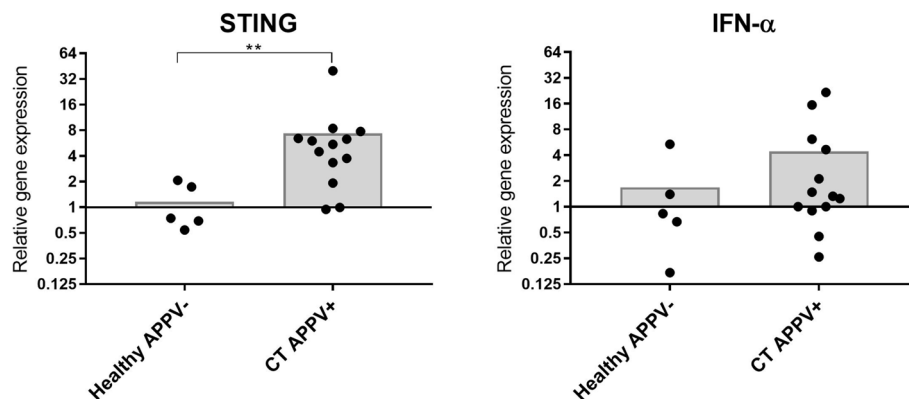 STING
**
Relative gene expression
64
32
16
8
4
2
1
0.5
0.25
0.125
Healthy APPV-
CT APPV+
IFN-α
Relative gene expression
64
32
16
8
4
2
1
0.5
0.25
0.125
Healthy APPV-
CT APPV+